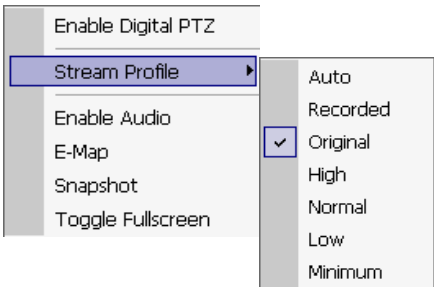 Enable Digital PTZ
Stream Profile
Enable Audio
E-Map
Snapshot
Toggle Fullscreen
Auto
Recorded
Original
High
Normal
Low
Minimum